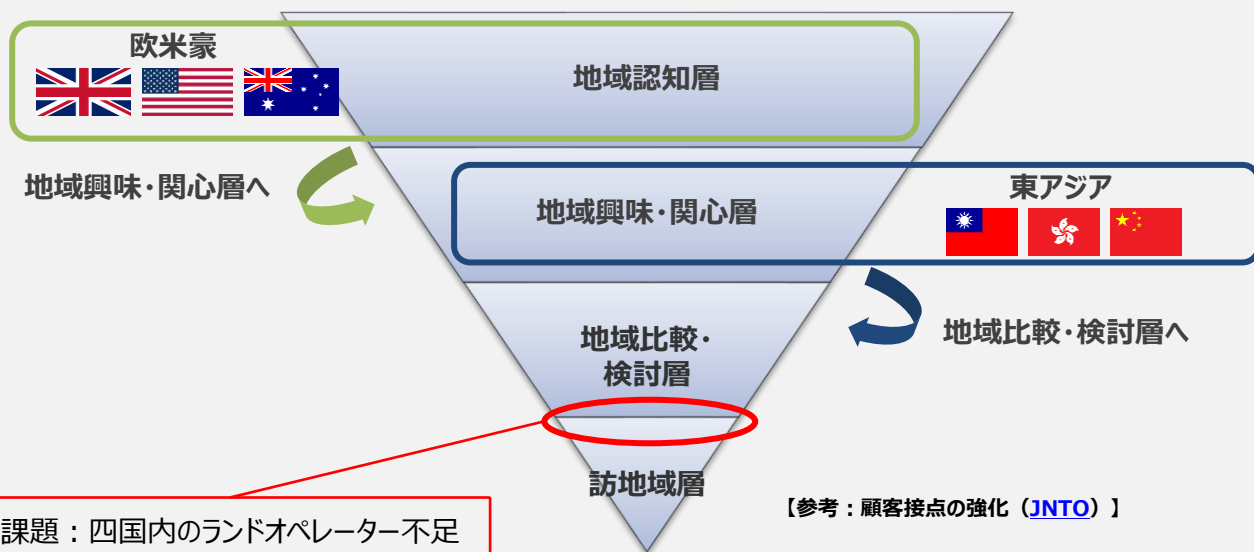 欧米豪
地域認知層
地域興味・関心層へ
地域興味・関心層
東アジア
地域比較・
検討層
地域比較・検討層へ
訪地域層
課題：四国内のランドオペレーター不足
【参考：顧客接点の強化（JNTO）】